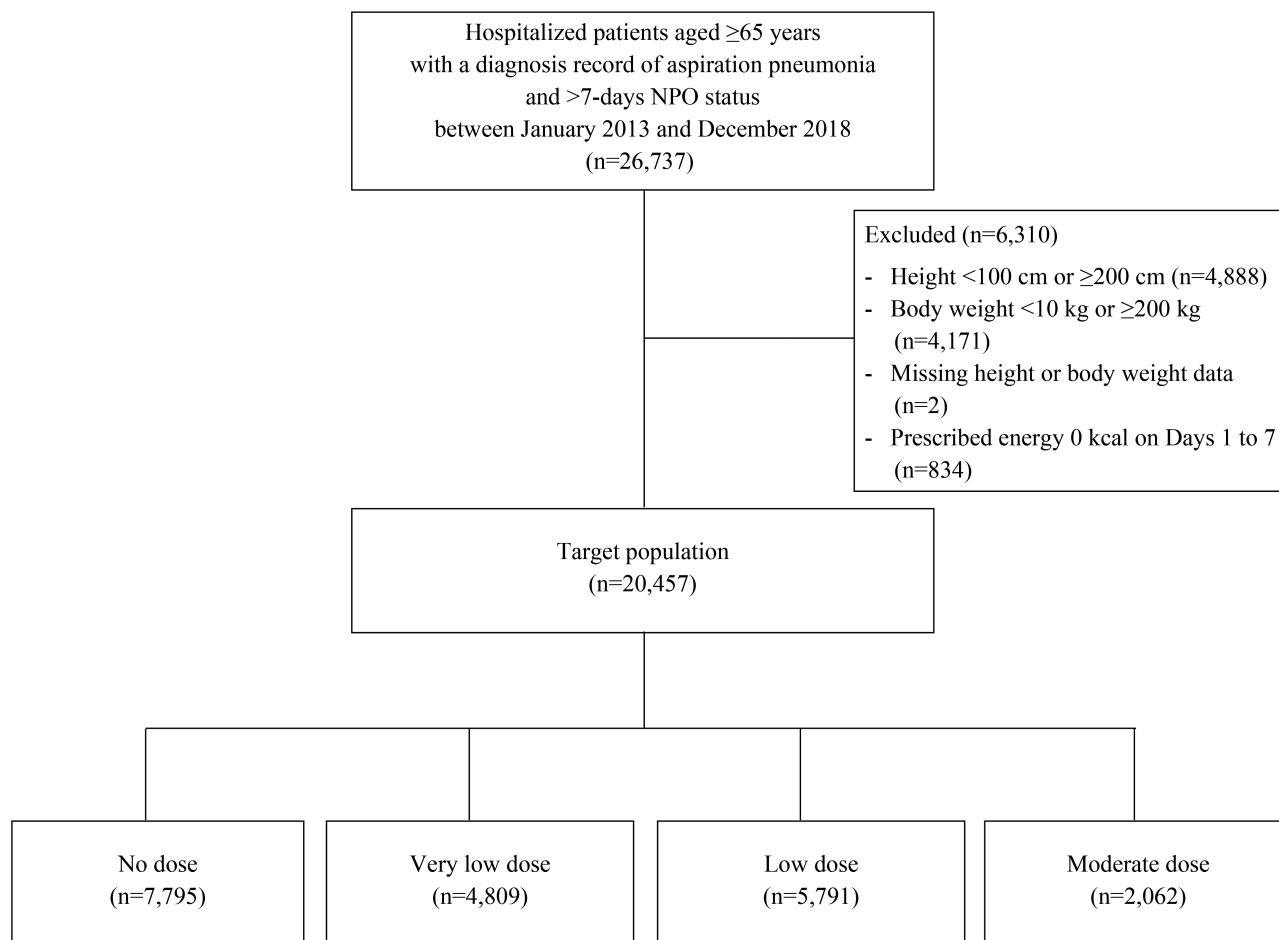 Hospitalized patients aged ≥65 years
with a diagnosis record of aspiration pneumonia
and >7-days NPO status
between January 2013 and December 2018
(n=26,737)
Excluded (n=6,310)
- Height <100 cm or ≥200 cm (n=4,888)
- Body weight <10 kg or ≥200 kg
(n=4,171)
- Missing height or body weight data
(n=2)
- Prescribed energy 0 kcal on Days 1 to 7
(n=834)
Target population
(n=20,457)
No dose
(n=7,795)
Very low dose
(n=4,809)
Low dose
(n=5,791)
Moderate dose
(n=2,062)